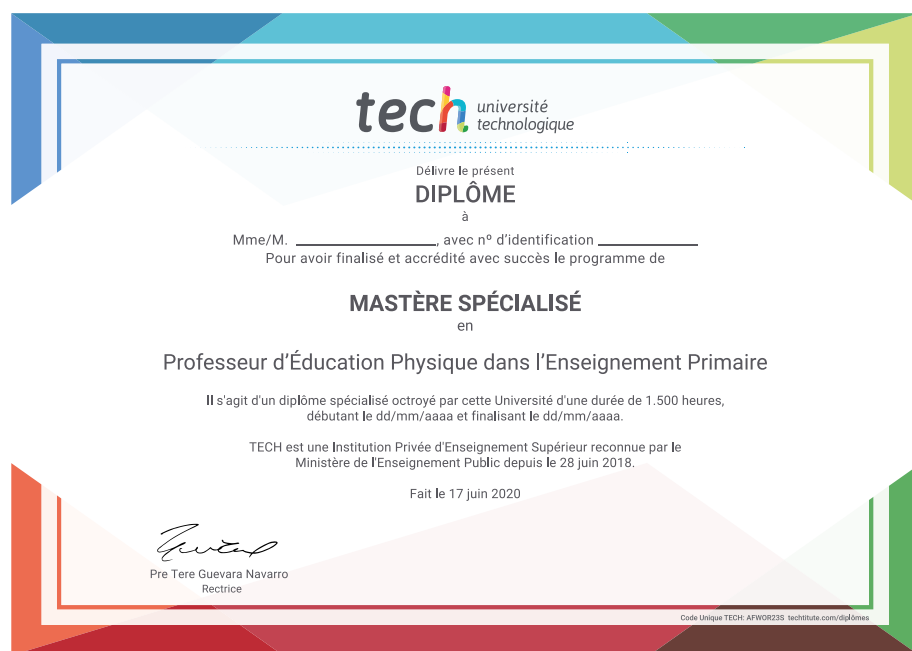 tech université
technologique
Délivre le présent
DIPLÔME
à
Mme/M. ____________________, avec nº d'identification ______________
Pour avoir finalisé et accrédité avec succès le programme de
MASTÈRE SPÉCIALISÉ
en
Professeur d'Éducation Physique dans l'Enseignement Primaire
Il s'agit d'un diplôme spécialisé octroyé par cette Université d'une durée de 1.500 heures,
débutant le dd/mm/aaaa et finalisant le dd/mm/aaaa.
TECH est une Institution Privée d'Enseignement Supérieur reconnue par le
Ministère de l'Enseignement Public depuis le 28 juin 2018.
Fait le 17 juin 2020
Pre Tere Guevara Navarro
Rectrice
Code Unique TECH: AFWOR23S techtitute.com/diplômes